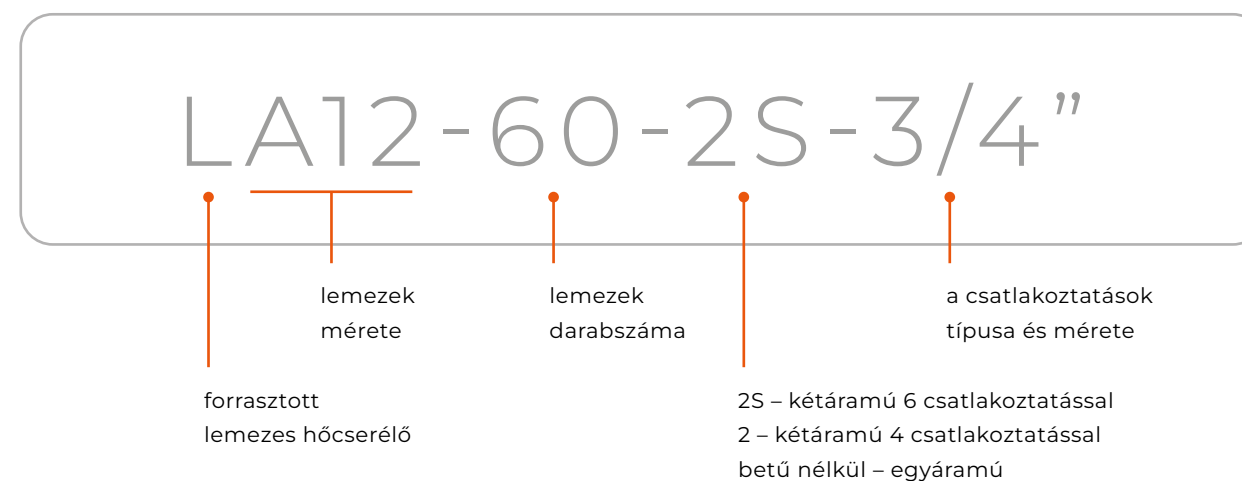 LA12-60-2S-3/4”
lemezek
mérete
lemezek
darabszáma
a csatlakoztatások
típusa és mérete
forrasztott
lemezes hőcserélő
2S – kétáramú 6 csatlakoztatással
2 – kétáramú 4 csatlakoztatással
betű nélkül – egyáramú